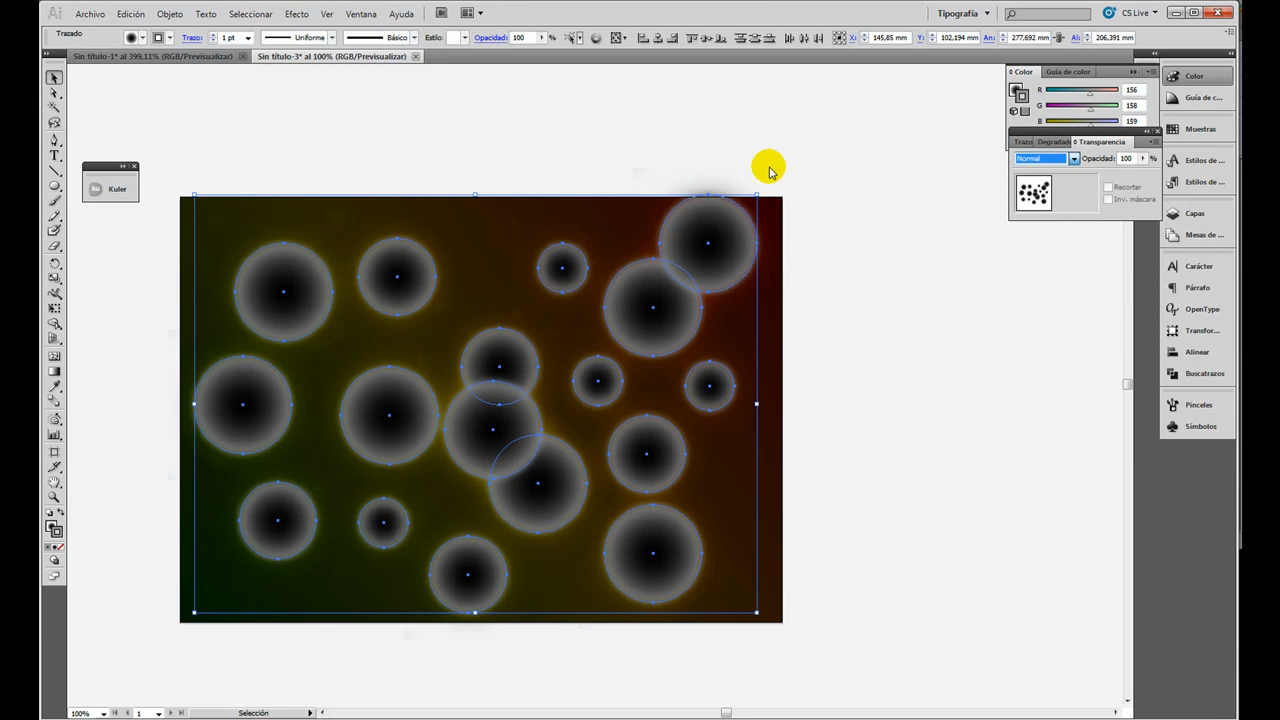 Ai Archivo Edición Objeto Texto Seleccionar Efecto Ver Ventana Ayuda Br Tipografía CS Live
Trazado Trazo: 1 pt Uniforme Básico Estilo: Opacidad: 100 % X: 145,85 mm Y: 102,194 mm An: 277,692 mm Al: 206,391 mm
Sin título-1* al 399,11% (RGB/Previsualizar) Sin título-3* al 100% (RGB/Previsualizar)
Color Guía de color
R 156
G 158
B 159
Trazo Degradado Transparencia
Normal Opacidad: 100 %
Recortar
Inv. máscara
ku Kuler
Color
Guía de c...
Muestras
Estilos de ...
Estilos de ...
Capas
Mesas de ...
Carácter
Párrafo
OpenType
Transfor...
Alinear
Buscatrazos
Pinceles
Símbolos
100% 1 Selección